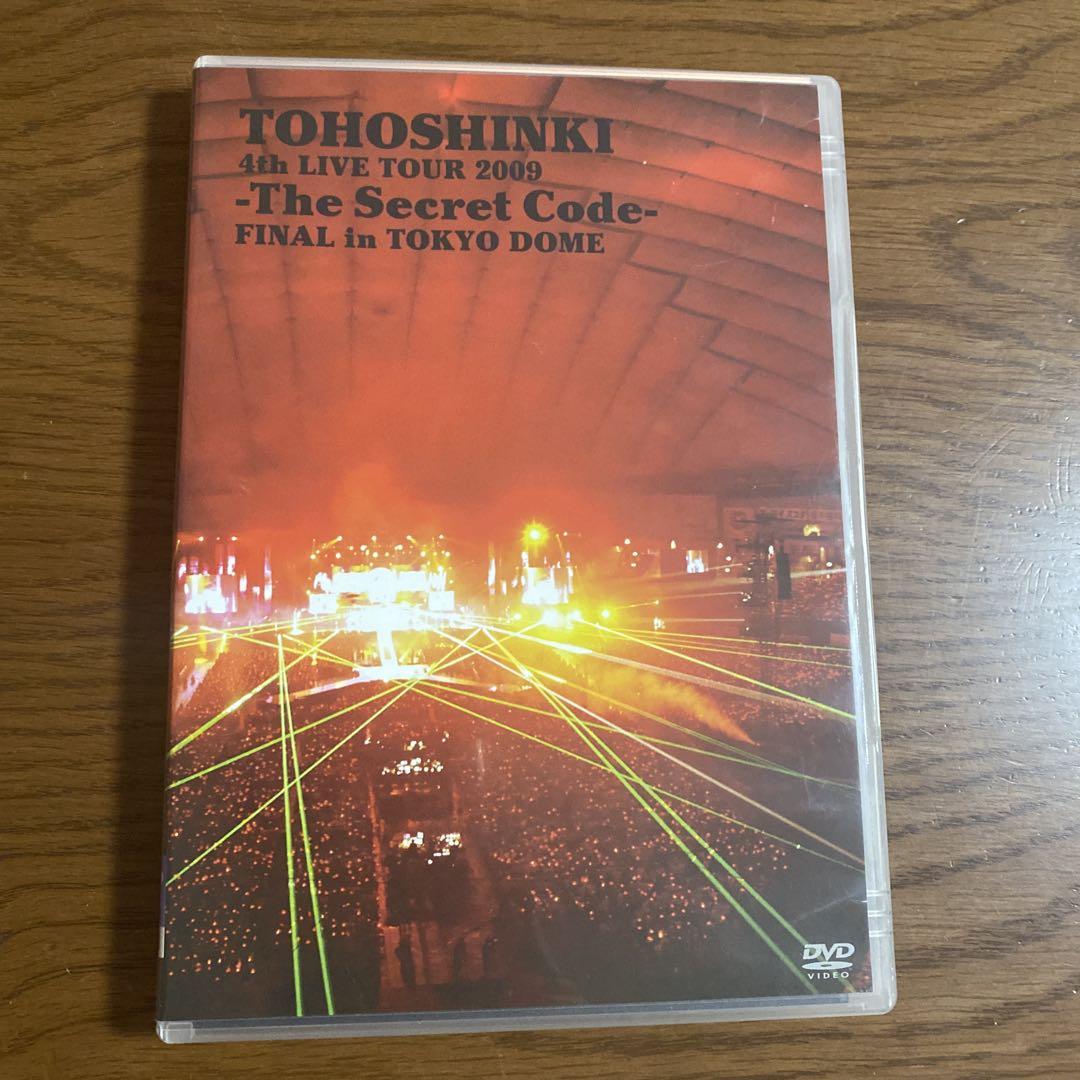 TOHOSHINKI
4th LIVE TOUR 2009
-The Secret Code-
FINAL in TOKYO DOME
DVD
VIDEO